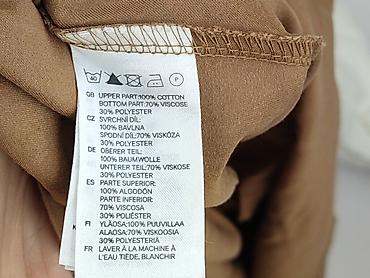 40 P
GB UPPER PART:100% COTTON
BOTTOM PART:70% VISCOSE
30% POLYESTER
CZ SVRCHNÍ DÍL:
100% BAVLNA
SPODNÍ DÍL:70% VISKÓZA
30% POLYESTER
DE OBERER TEIL:
100% BAUMWOLLE
UNTERER TEIL:70% VISKOSE
30% POLYESTER
ES PARTE SUPERIOR:
100% ALGODÓN
PARTE INFERIOR:
70% VISCOSA
30% POLIÉSTER
FI YLÄOSA:100% PUUVILLAA
ALAOSA:70% VISKOOSIA
30% POLYESTERIÄ
FR LAVER À LA MACHINE À
L'EAU TIÈDE, BLANCHIR